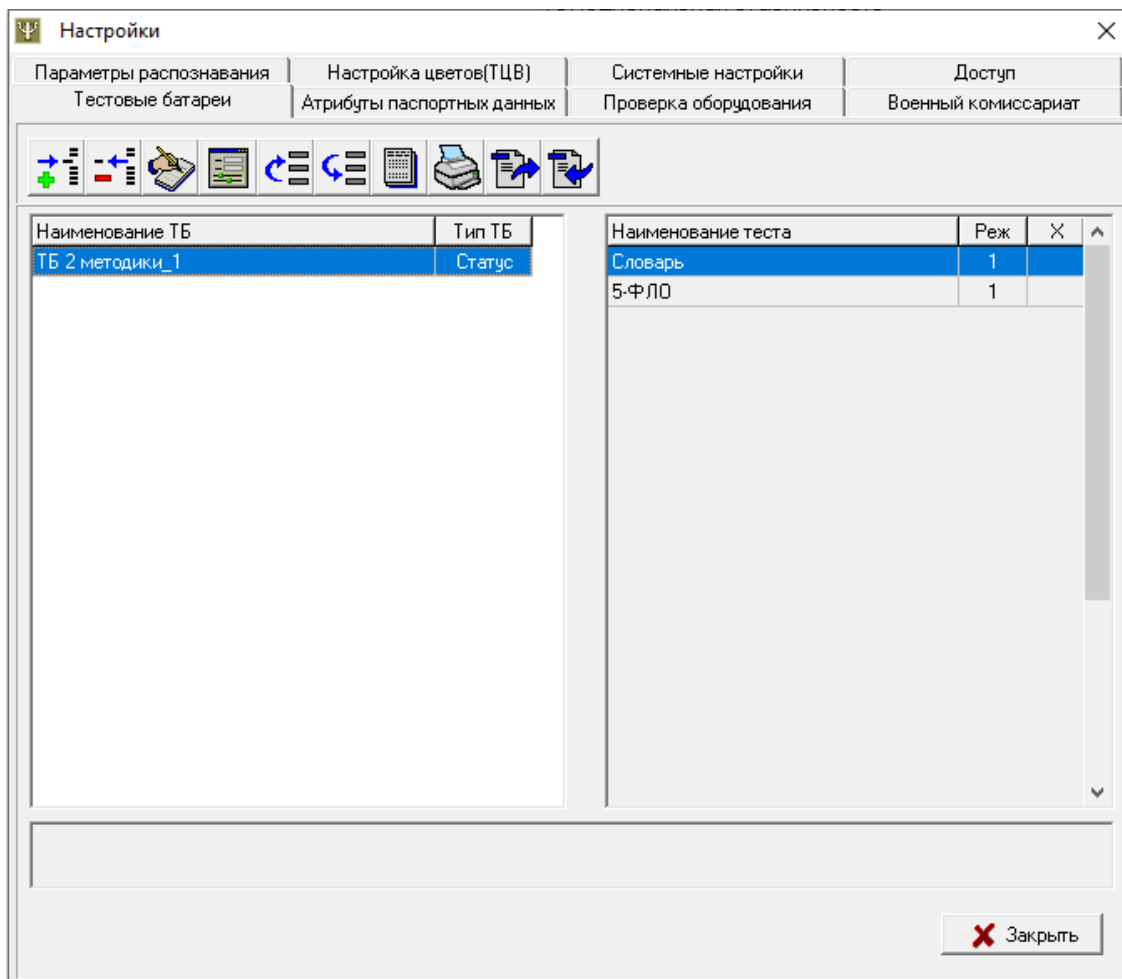 Настройки
Параметры распознавания Настройка цветов(ТЦВ) Системные настройки Доступ
Тестовые батареи Атрибуты паспортных данных Проверка оборудования Военный комиссариат
Наименование ТБ Тип ТБ Наименование теста Реж X
ТБ 2 методики_1 Статус Словарь 1
5-ФЛО 1
Закрыть